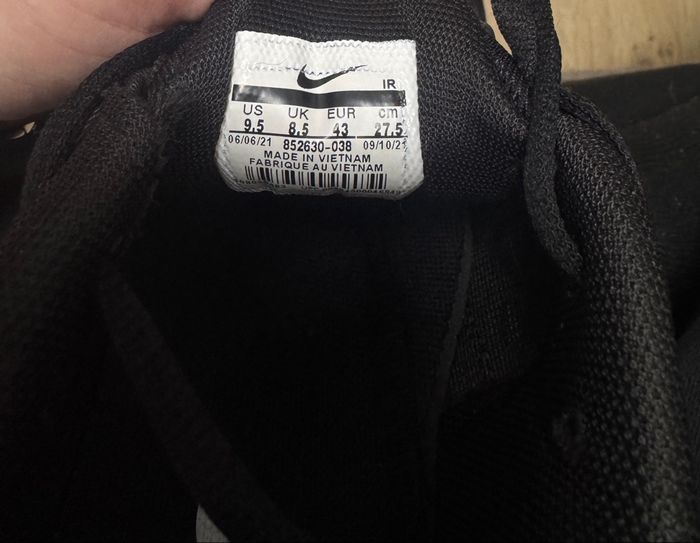 IR
US UK EUR cm
9.5 8.5 43 27.5
06/06/21 852630-038 09/10/21
MADE IN VIETNAM
FABRIQUE AU VIETNAM